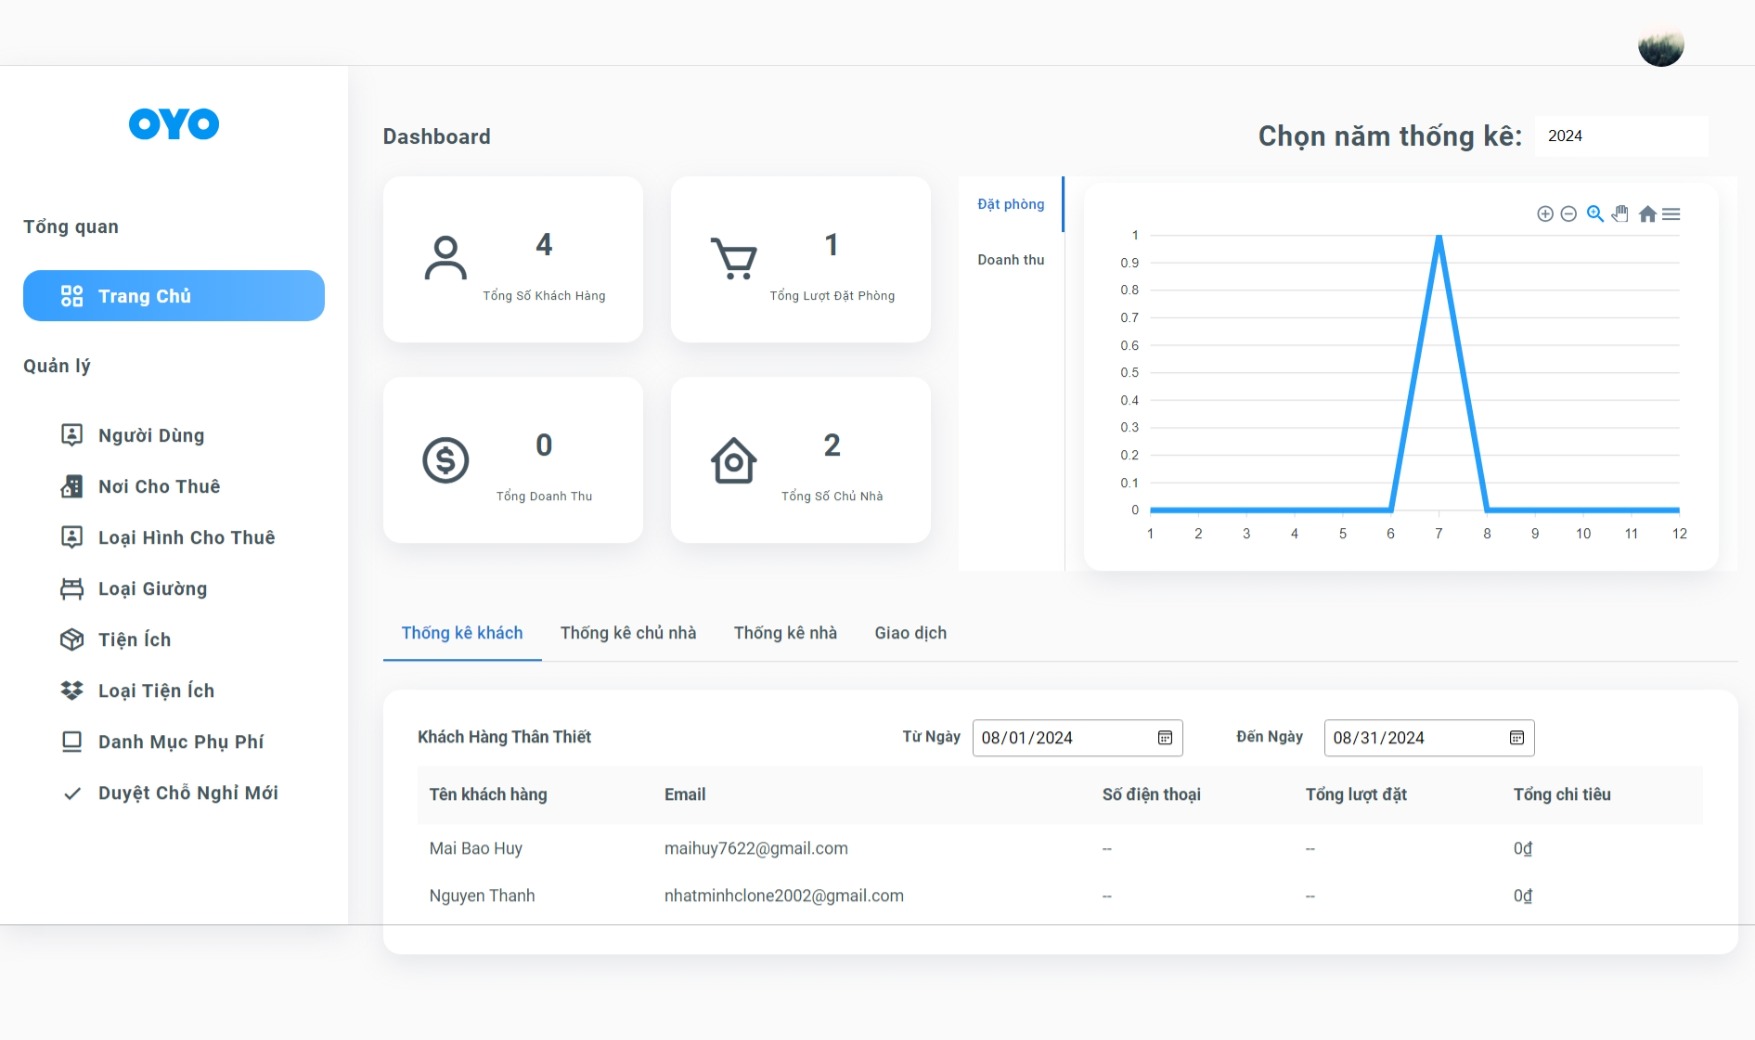 OYO
Tổng quan
Trang Chủ
Quản lý
Người Dùng
Nơi Cho Thuê
Loại Hình Cho Thuê
Loại Giường
Tiện Ích
Loại Tiện Ích
Danh Mục Phụ Phí
Duyệt Chỗ Nghỉ Mới
Dashboard
Chọn năm thống kê: 2024
4
Tổng Số Khách Hàng
1
Tổng Lượt Đặt Phòng
0
Tổng Doanh Thu
2
Tổng Số Chủ Nhà
Đặt phòng
Doanh thu
1
0.9
0.8
0.7
0.6
0.5
0.4
0.3
0.2
0.1
0
1 2 3 4 5 6 7 8 9 10 11 12
Thống kê khách Thống kê chủ nhà Thống kê nhà Giao dịch
Khách Hàng Thân Thiết Từ Ngày 08/01/2024 Đến Ngày 08/31/2024
Tên khách hàng Email Số điện thoại Tổng lượt đặt Tổng chi tiêu
Mai Bao Huy maihuy7622@gmail.com -- -- 0₫
Nguyen Thanh nhatminhclone2002@gmail.com -- -- 0₫